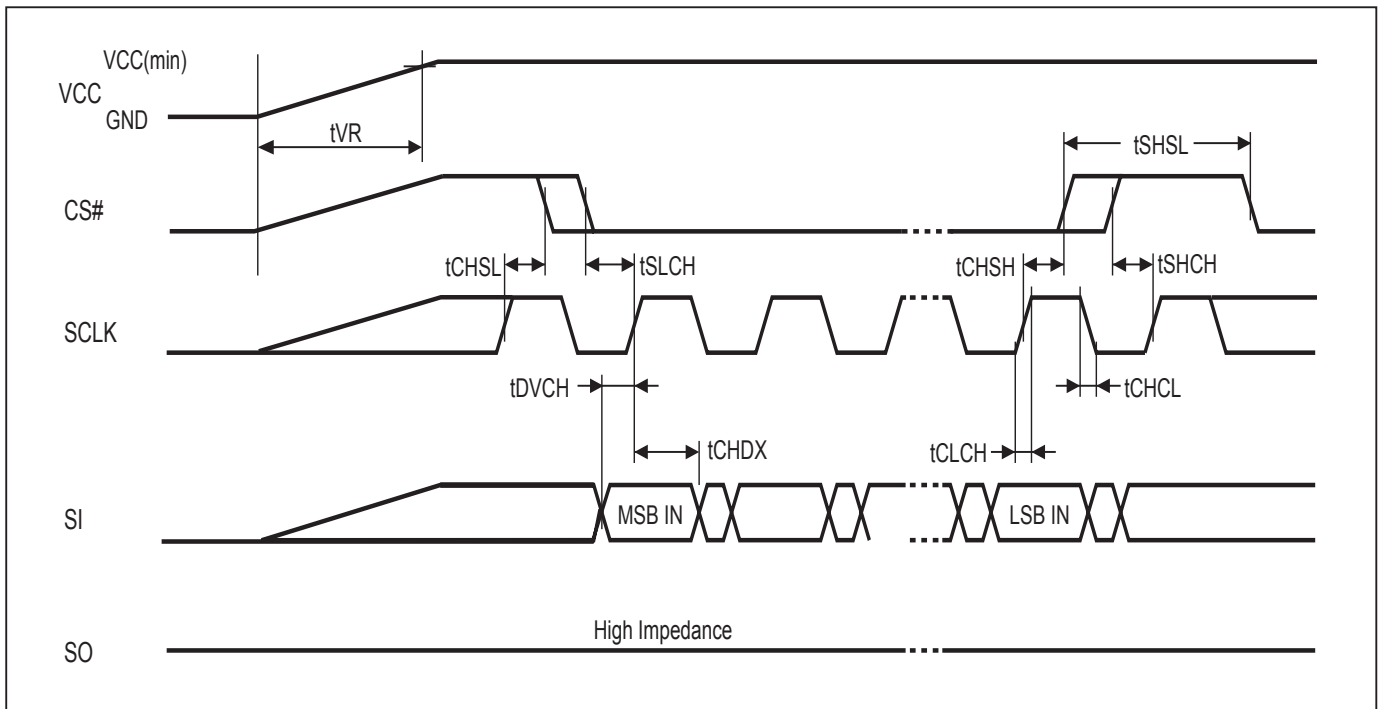 VCC(min)
VCC
GND
tVR
tSHSL
CS#
tCHSL
tSLCH
tCHSH
tSHCH
SCLK
tDVCH
tCHCL
tCHDX
tCLCH
SI
MSB IN
LSB IN
High Impedance
SO